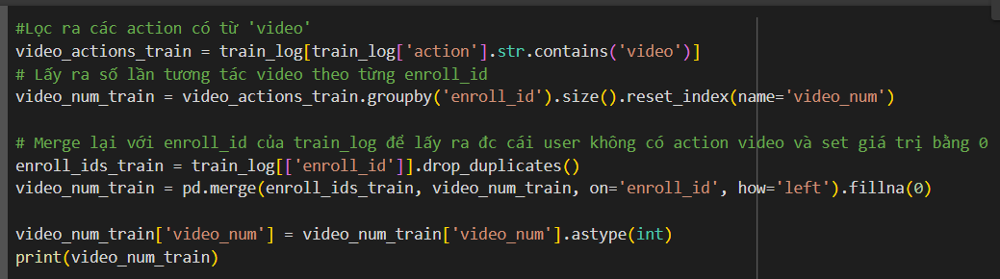 #Lọc ra các action có từ 'video'
video_actions_train = train_log[train_log['action'].str.contains('video')]
# Lấy ra số lần tương tác video theo từng enroll_id
video_num_train = video_actions_train.groupby('enroll_id').size().reset_index(name='video_num')
# Merge lại với enroll_id của train_log để lấy ra đc cái user không có action video và set giá trị bằng 0
enroll_ids_train = train_log[['enroll_id']].drop_duplicates()
video_num_train = pd.merge(enroll_ids_train, video_num_train, on='enroll_id', how='left').fillna(0)
video_num_train['video_num'] = video_num_train['video_num'].astype(int)
print(video_num_train)